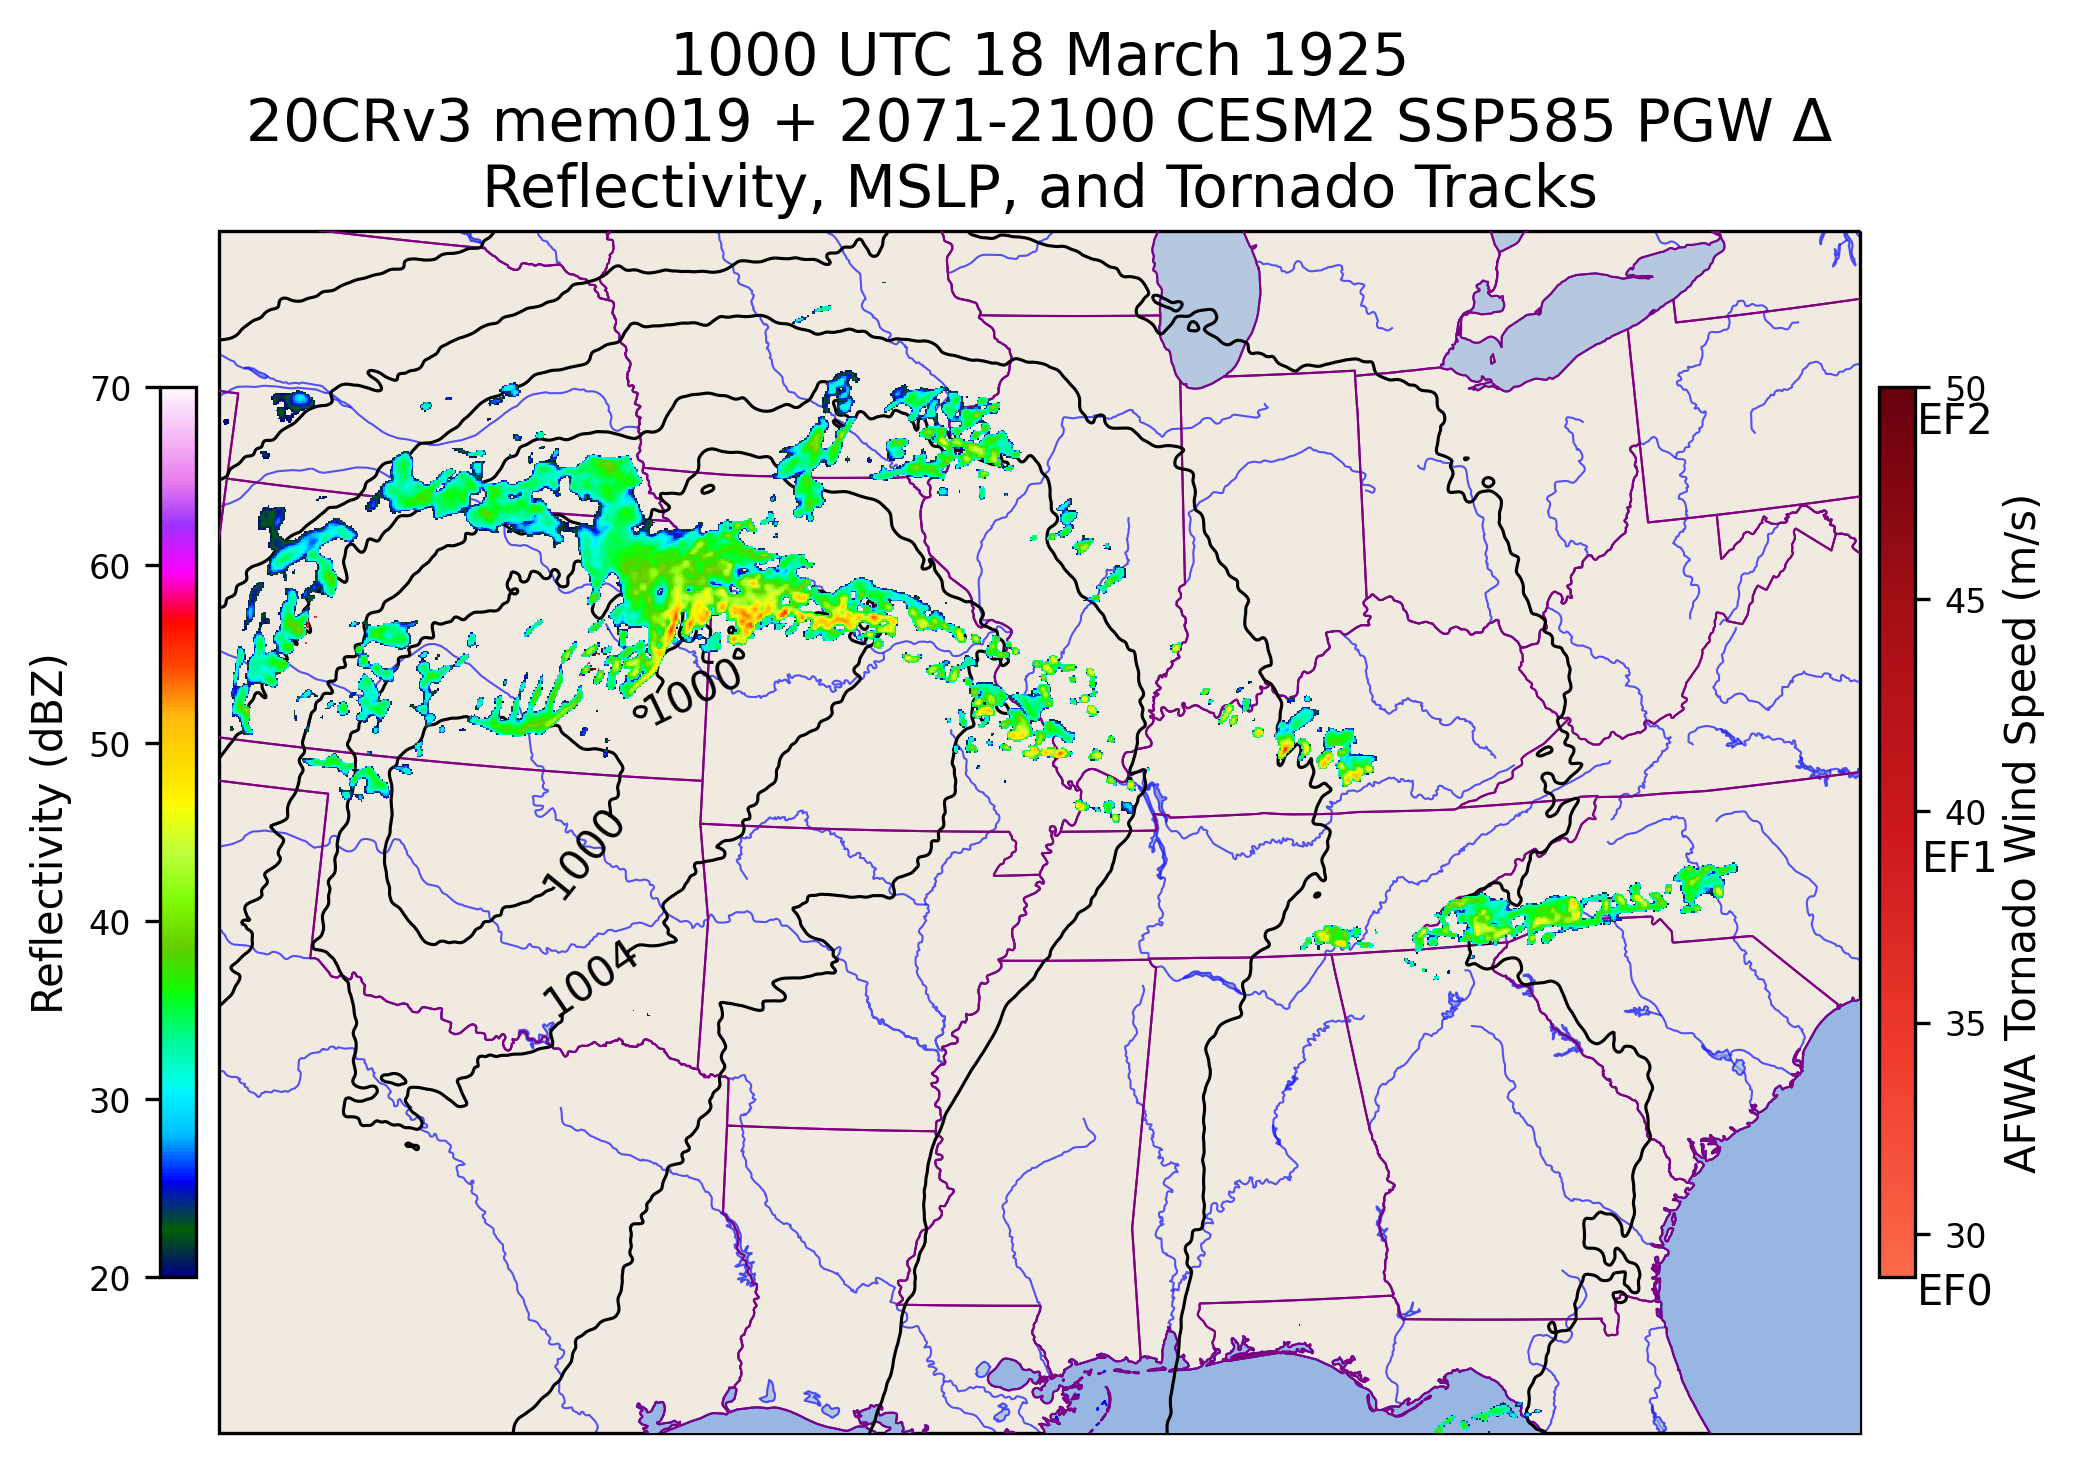 1000 UTC 18 March 1925
20CRv3 mem019 + 2071-2100 CESM2 SSP585 PGW Δ
Reflectivity, MSLP, and Tornado Tracks
70
60
50
40
30
20
Reflectivity (dBZ)
1000
1000
1004
50
EF2
45
40
EF1
35
30
EF0
AFWA Tornado Wind Speed (m/s)